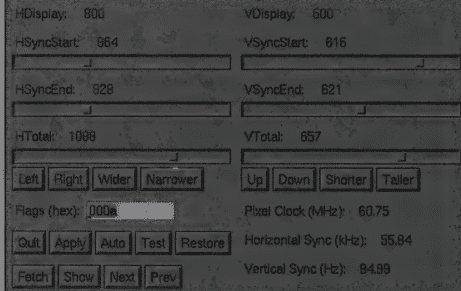 HDisplay: 800 VDisplay: 600
HSyncStart: 864 VSyncStart: 616
HSyncEnd: 928 VSyncEnd: 621
HTotal: 1088 VTotal: 657
Left Right Wider Narrower Up Down Shorter Taller
Flags (hex): 000a Pixel Clock (MHz): 60.75
Quit Apply Auto Test Restore Horizontal Sync (kHz): 55.84
Fetch Show Next Prev Vertical Sync (Hz): 84.99